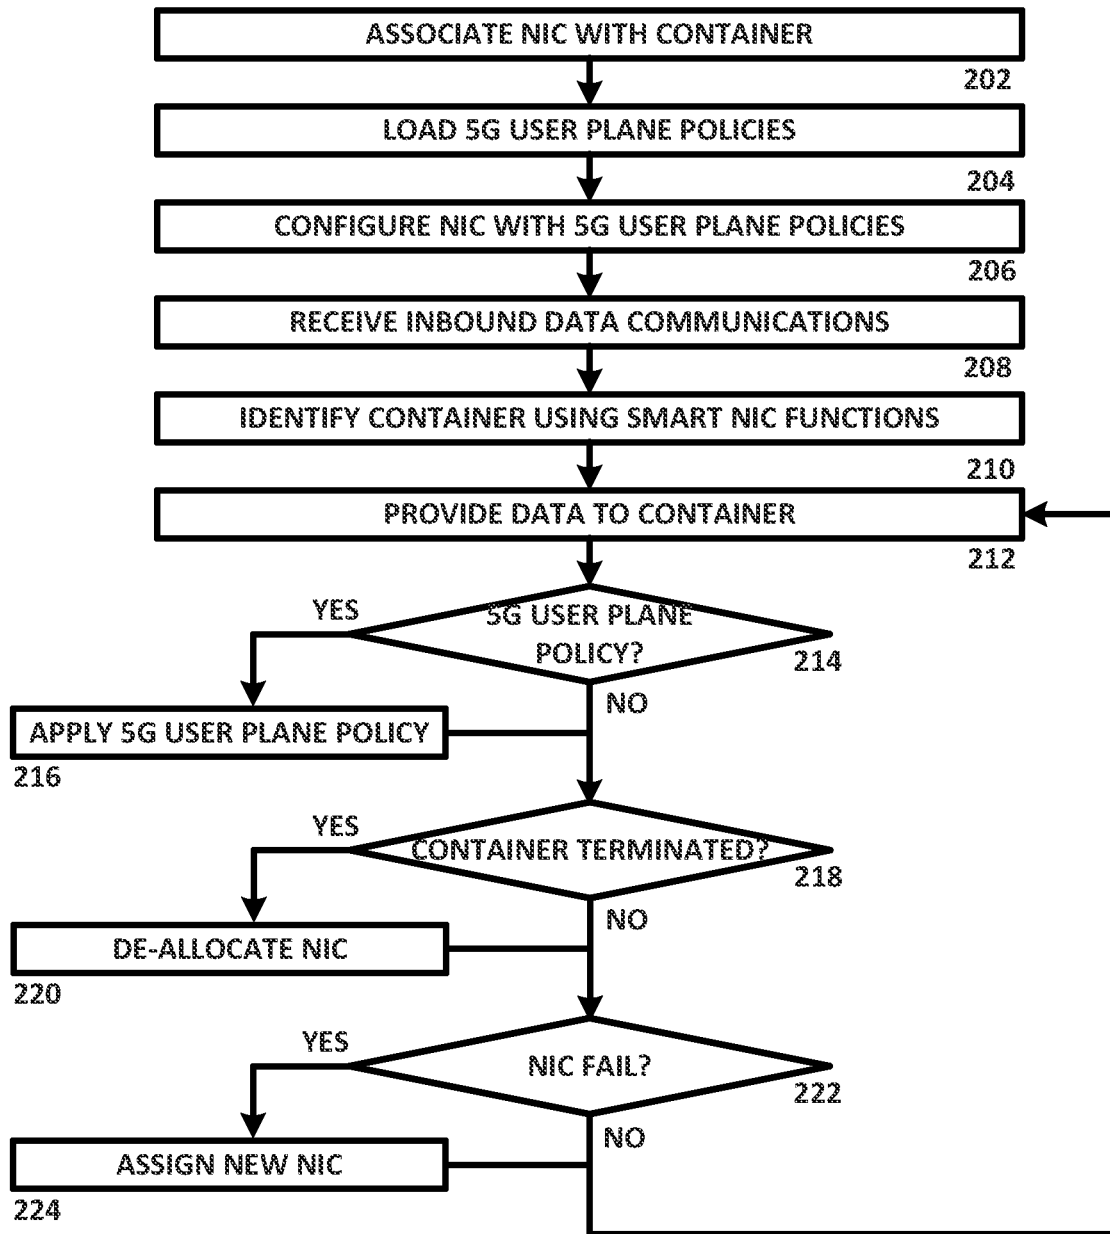 ASSOCIATE NIC WITH CONTAINER
202
LOAD 5G USER PLANE POLICIES
204
CONFIGURE NIC WITH 5G USER PLANE POLICIES
206
RECEIVE INBOUND DATA COMMUNICATIONS
208
IDENTIFY CONTAINER USING SMART NIC FUNCTIONS
210
PROVIDE DATA TO CONTAINER
212
YES
5G USER PLANE
POLICY?
214
NO
APPLY 5G USER PLANE POLICY
216
YES
CONTAINER TERMINATED?
218
NO
DE-ALLOCATE NIC
220
YES
NIC FAIL?
222
NO
ASSIGN NEW NIC
224